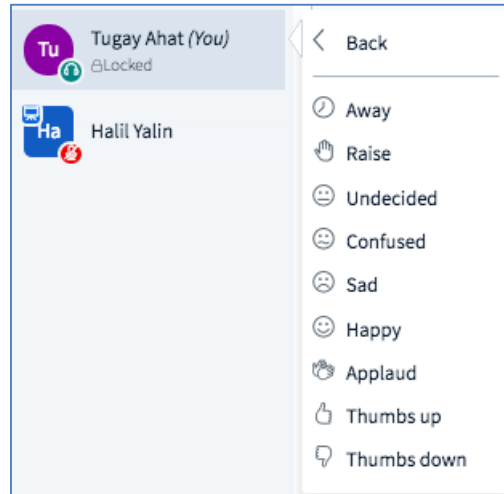 Tu
Tugay Ahat (You)
Locked
Ha
Halil Yalin
Back
Away
Raise
Undecided
Confused
Sad
Happy
Applaud
Thumbs up
Thumbs down